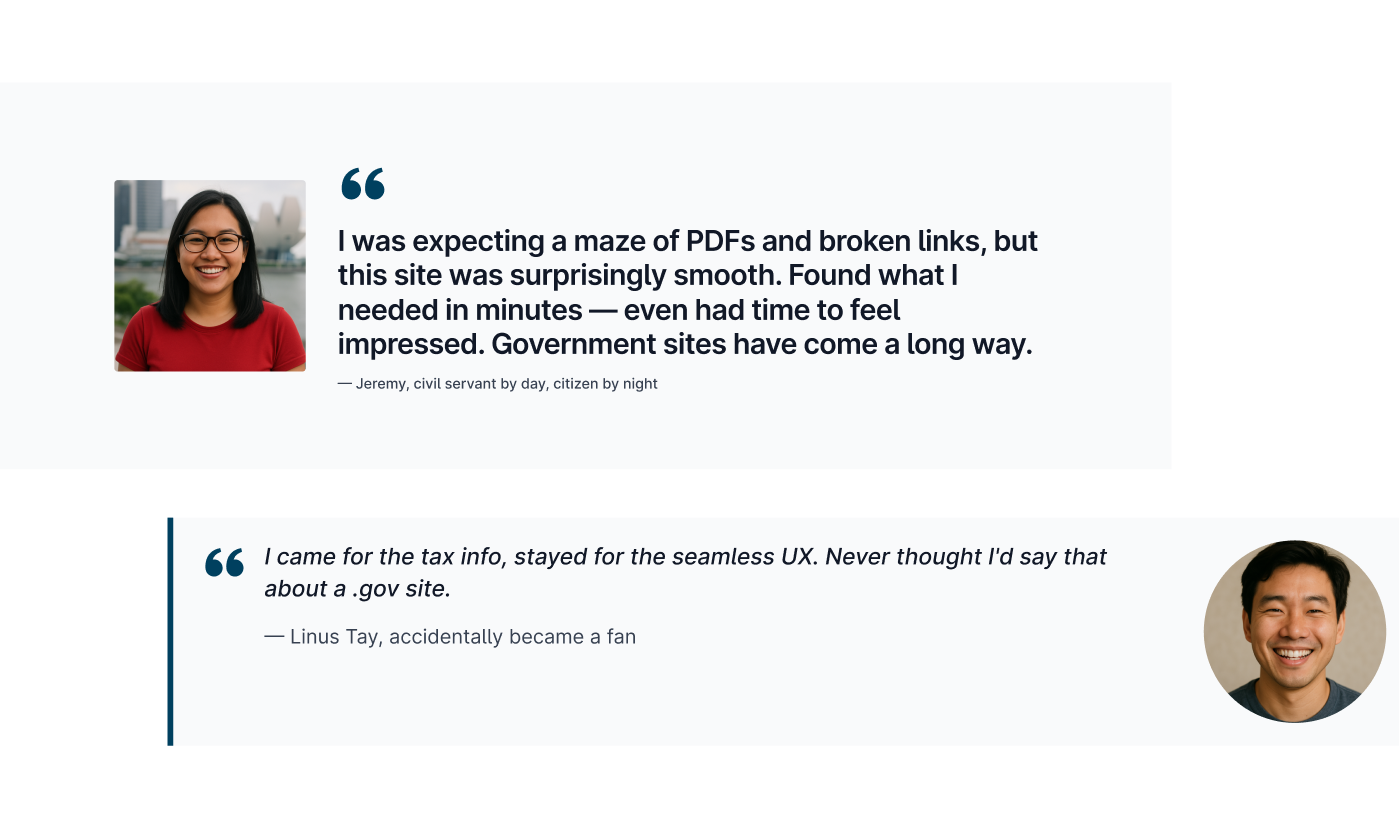 “
I was expecting a maze of PDFs and broken links, but
this site was surprisingly smooth. Found what I
needed in minutes — even had time to feel
impressed. Government sites have come a long way.
— Jeremy, civil servant by day, citizen by night
“
I came for the tax info, stayed for the seamless UX. Never thought I'd say that
about a .gov site.
— Linus Tay, accidentally became a fan